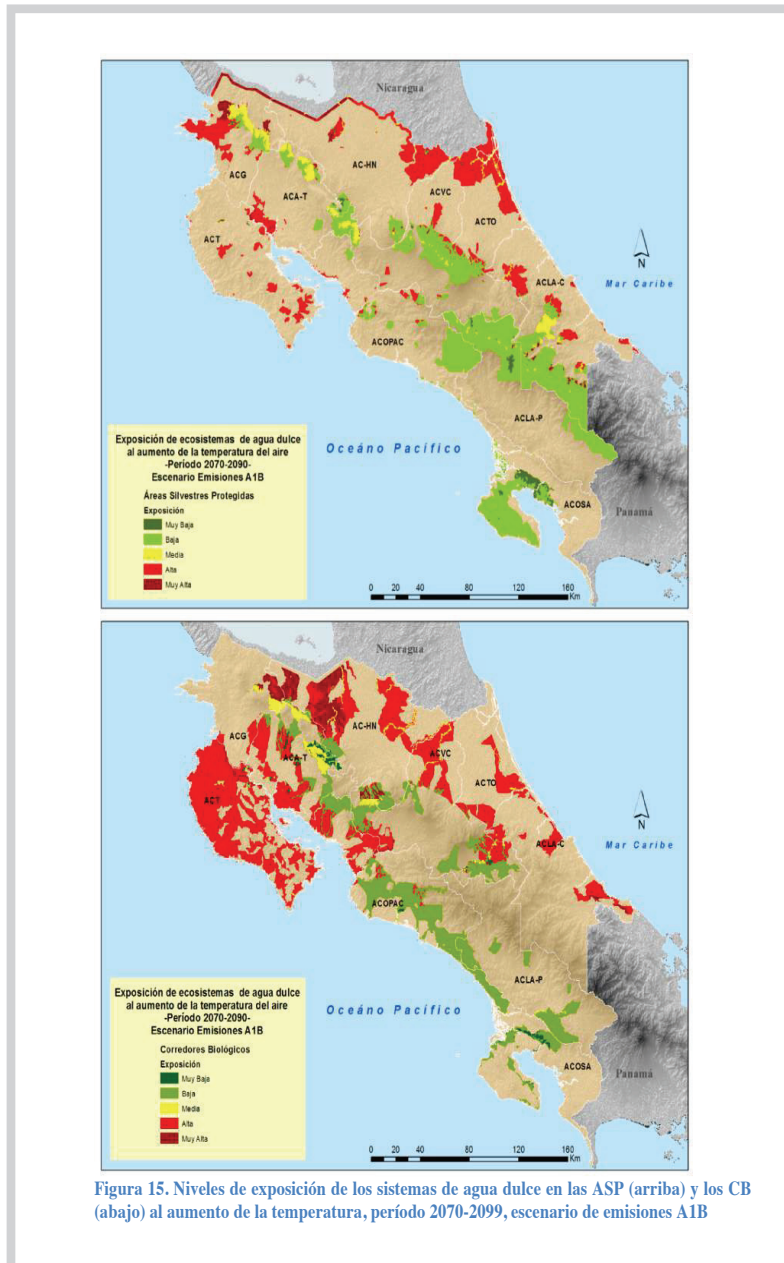 Nicaragua
AC-HN
ACG
ACVC
ACA-T
ACTO
ACT
N
ACLA-C
Mar Caribe
ACOPAC
ACLA-P
Exposición de ecosistemas de agua dulce
al aumento de la temperatura del aire
-Período 2070-2090-
Escenario Emisiones A1B
Áreas Silvestres Protegidas
Exposición
Muy Baja
Baja
Media
Alta
Muy Alta
Oceáno Pacífico
ACOSA
Panamá
0 20 40 80 120 160
Km
Nicaragua
AC-HN
ACG
ACVC
ACA-T
ACTO
ACT
N
ACLA-C
Mar Caribe
ACOPAC
ACLA-P
Exposición de ecosistemas de agua dulce
al aumento de la temperatura del aire
-Período 2070-2090-
Escenario Emisiones A1B
Corredores Biológicos
Exposición
Muy Baja
Baja
Media
Alta
Muy Alta
Oceáno Pacífico
ACOSA
Panamá
0 20 40 80 120 160
Km
Figura 15. Niveles de exposición de los sistemas de agua dulce en las ASP (arriba) y los CB
(abajo) al aumento de la temperatura, período 2070-2099, escenario de emisiones A1B